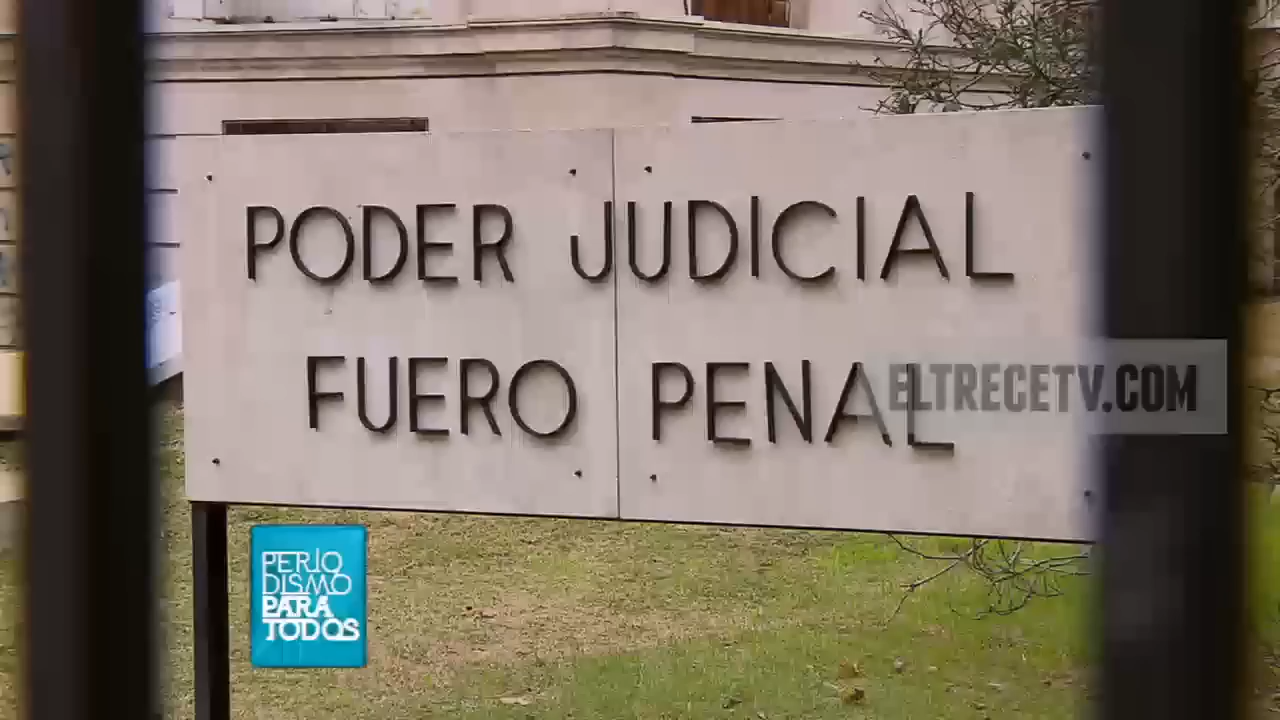 PODER JUDICIAL
FUERO PENAL
ELTRECETV.COM
PERIO
DISMO
PARA
TODOS